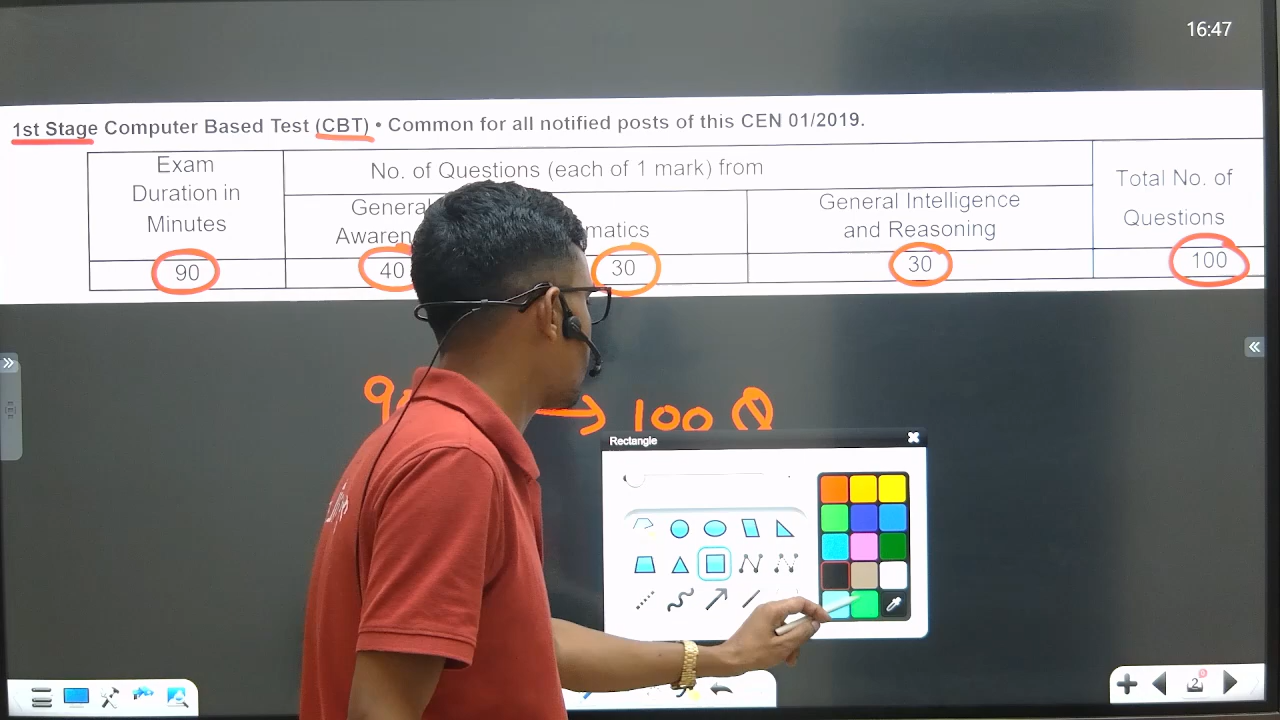 16:47
1st Stage Computer Based Test (CBT) • Common for all notified posts of this CEN 01/2019.
Exam Duration in Minutes
No. of Questions (each of 1 mark) from
Total No. of Questions
General
General Intelligence and Reasoning
90
40
30
30
100
100 Q
Rectangle
2